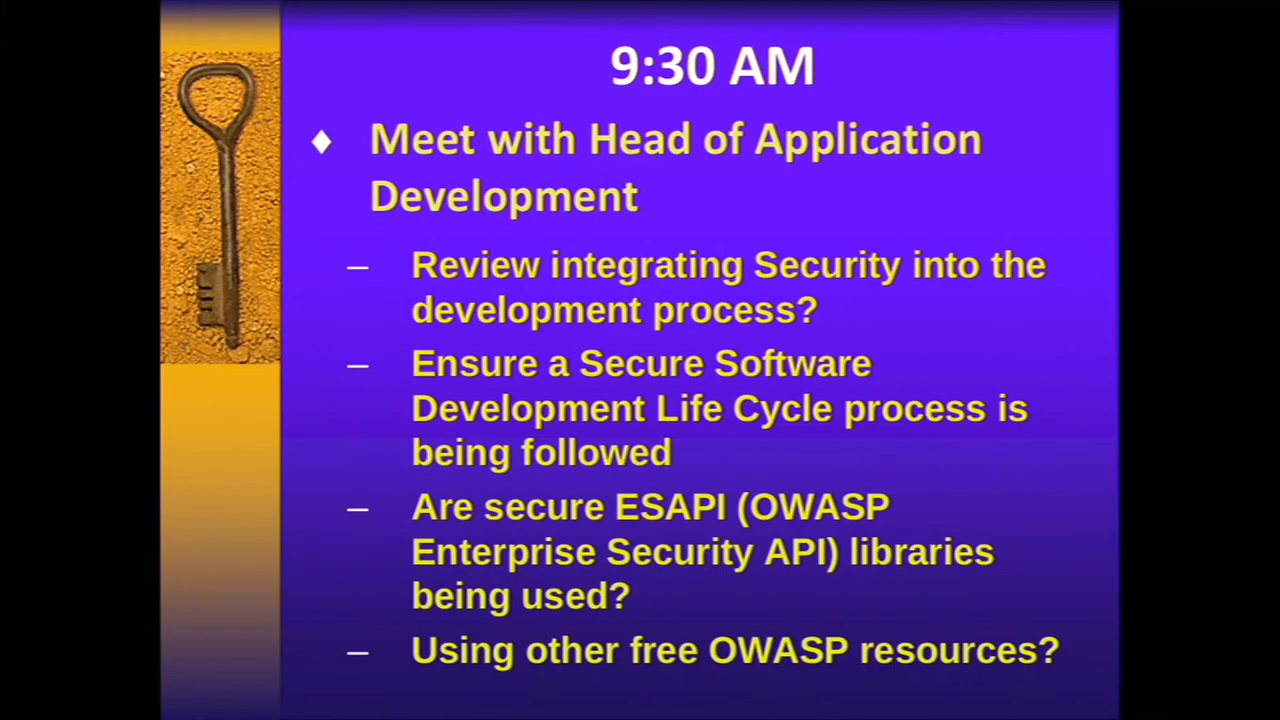 9:30 AM
♦ Meet with Head of Application
Development
– Review integrating Security into the
development process?
– Ensure a Secure Software
Development Life Cycle process is
being followed
– Are secure ESAPI (OWASP
Enterprise Security API) libraries
being used?
– Using other free OWASP resources?